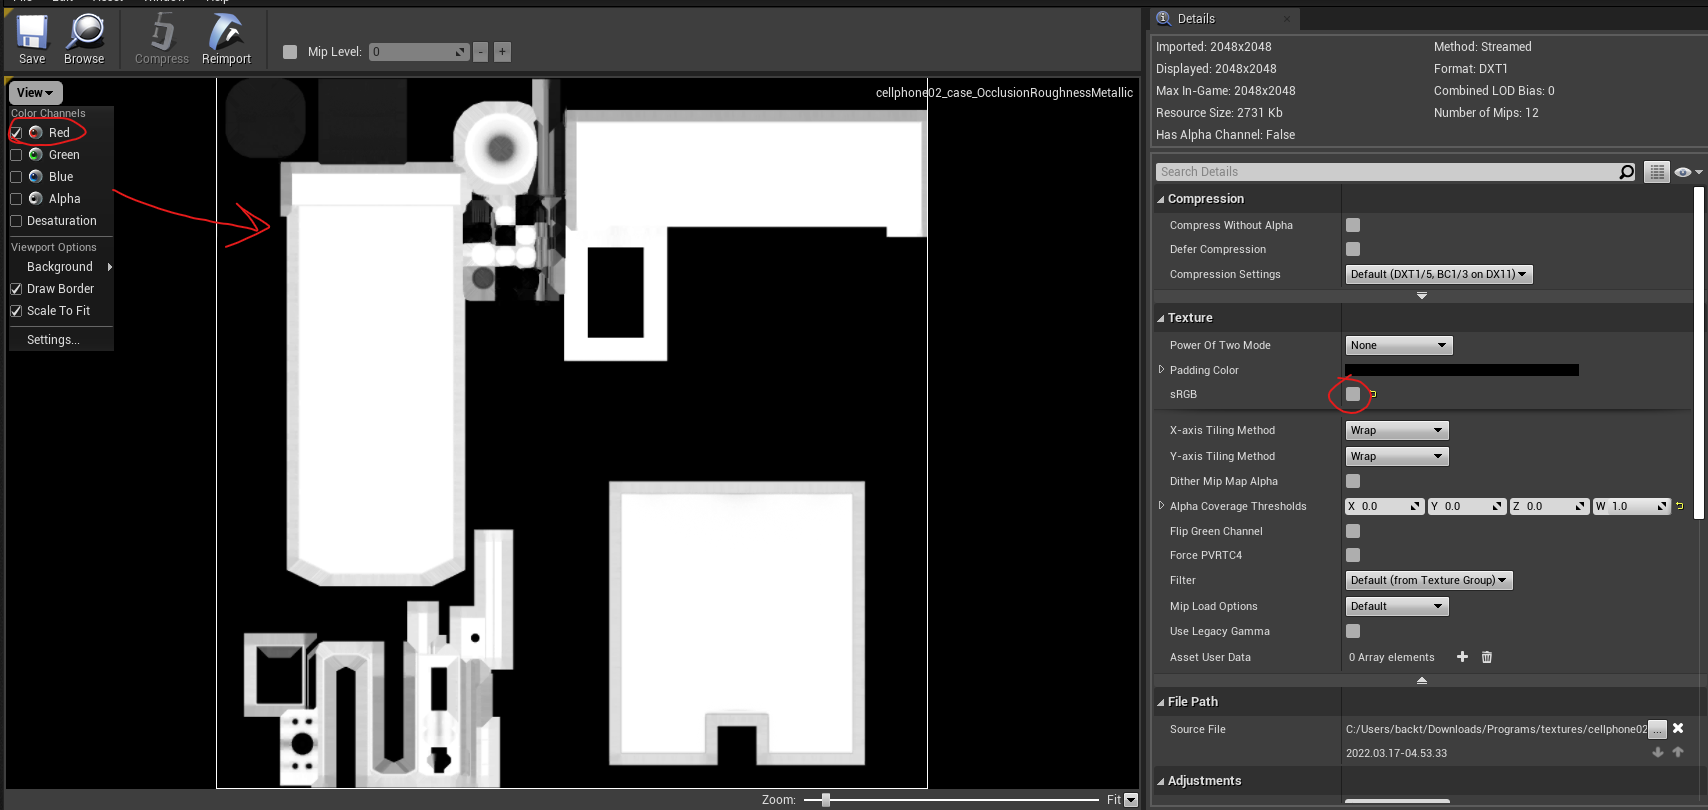 Save
Browse
Compress
Reimport
Mip Level: 0 - +
View
cellphone02_case_OcclusionRoughnessMetallic
Color Channels
Red
Green
Blue
Alpha
Desaturation
Viewport Options
Background
Draw Border
Scale To Fit
Settings...
Zoom:
Fit
Details
Imported: 2048x2048
Method: Streamed
Displayed: 2048x2048
Format: DXT1
Max In-Game: 2048x2048
Combined LOD Bias: 0
Resource Size: 2731 Kb
Number of Mips: 12
Has Alpha Channel: False
Search Details
Compression
Compress Without Alpha
Defer Compression
Compression Settings Default (DXT1/5, BC1/3 on DX11)
Texture
Power Of Two Mode None
Padding Color
sRGB
X-axis Tiling Method Wrap
Y-axis Tiling Method Wrap
Dither Mip Map Alpha
Alpha Coverage Thresholds X 0.0 Y 0.0 Z 0.0 W 1.0
Flip Green Channel
Force PVRTC4
Filter Default (from Texture Group)
Mip Load Options Default
Use Legacy Gamma
Asset User Data 0 Array elements
File Path
Source File C:/Users/backt/Downloads/Programs/textures/cellphone02 ...
2022.03.17-04.53.33
Adjustments